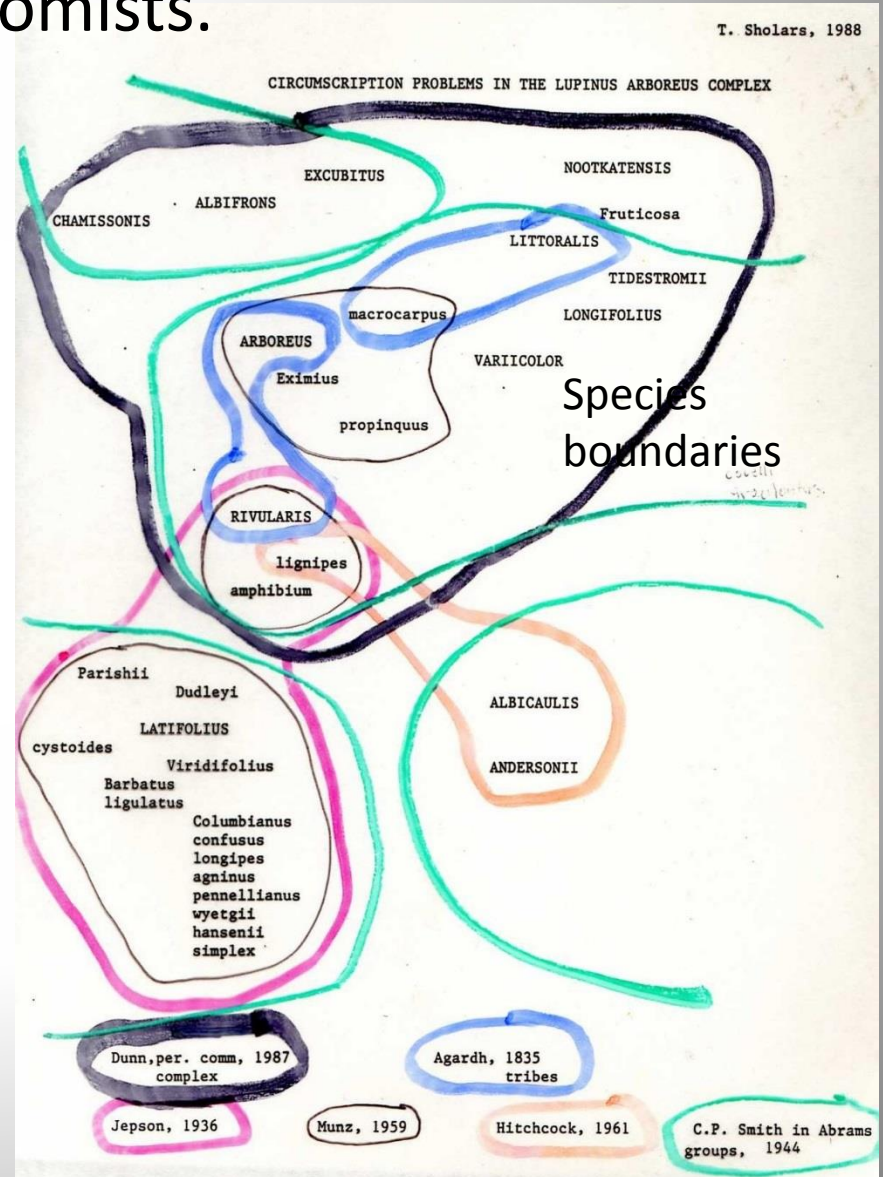 omists.
T. Sholars, 1988
CIRCUMSCRIPTION PROBLEMS IN THE LUPINUS ARBOREUS COMPLEX
EXCUBITUS
NOOTKATENSIS
ALBIFRONS
CHAMISSONIS
Fruticosa
LITTORALIS
TIDESTROMII
macrocarpus
LONGIFOLIUS
ARBOREUS
VARIICOLOR
Eximius
Species
boundaries
propinquus
RIVULARIS
lignipes
amphibium
Parishii
Dudleyi
LATIFOLIUS
cystoides
Viridifolius
Barbatus
ligulatus
Columbianus
confusus
longipes
agninus
pennellianus
wyetgii
hansenii
simplex
ALBICAULIS
ANDERSONII
Dunn,per. comm, 1987
complex
Agardh, 1835
tribes
Jepson, 1936
Munz, 1959
Hitchcock, 1961
C.P. Smith in Abrams
groups, 1944